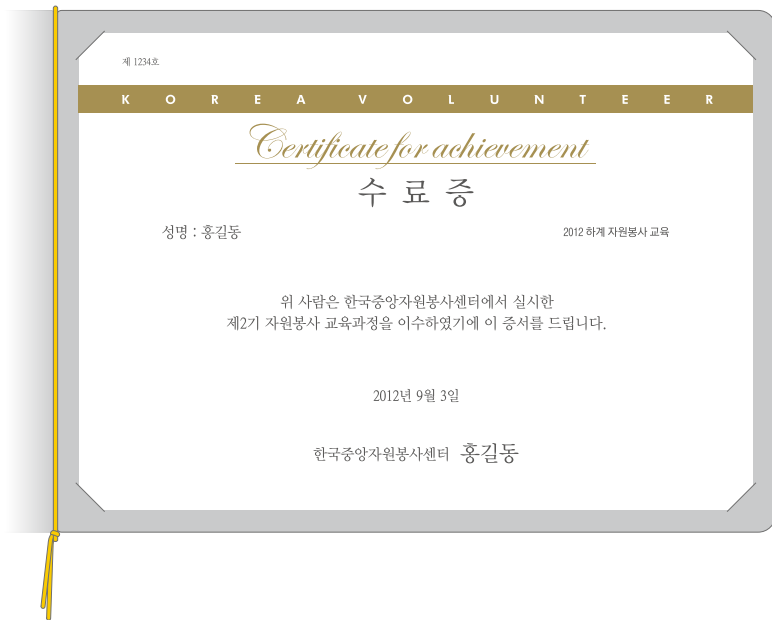 제 1234호
KOREA VOLUNTEER
Certificate for achievement
수료증
성명 : 홍길동
2012 하계 자원봉사 교육
위 사람은 한국중앙자원봉사센터에서 실시한
제2기 자원봉사 교육과정을 이수하였기에 이 증서를 드립니다.
2012년 9월 3일
한국중앙자원봉사센터 홍길동